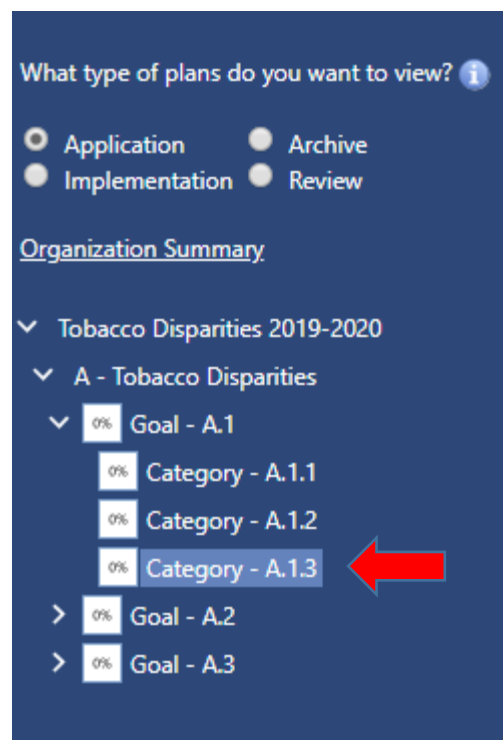 What type of plans do you want to view?
Application Archive
Implementation Review
Organization Summary
Tobacco Disparities 2019-2020
A - Tobacco Disparities
0% Goal - A.1
0% Category - A.1.1
0% Category - A.1.2
0% Category - A.1.3
0% Goal - A.2
0% Goal - A.3